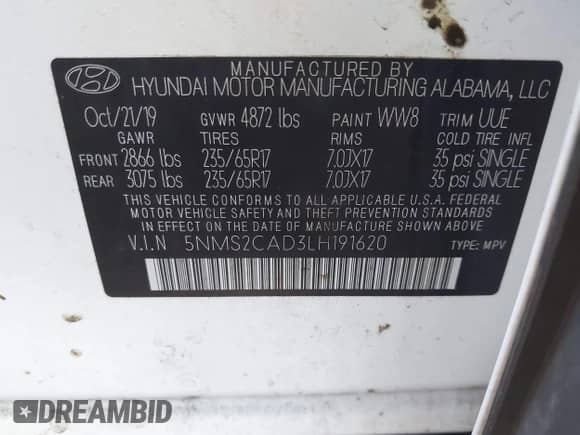 MANUFACTURED BY
HYUNDAI MOTOR MANUFACTURING ALABAMA, LLC
Oct/21/19 GVWR 4872 lbs PAINT WW8 TRIM UUE
GAWR TIRES RIMS COLD TIRE INFL
FRONT 2866 lbs 235/65R17 7.0JX17 35 psi SINGLE
REAR 3075 lbs 235/65R17 7.0JX17 35 psi SINGLE
THIS VEHICLE CONFORMS TO ALL APPLICABLE U.S.A. FEDERAL
MOTOR VEHICLE SAFETY AND THEFT PREVENTION STANDARDS
IN EFFECT ON THE DATE OF MANUFACTURE SHOWN ABOVE.
V.I.N 5NMS2CAD3LH191620 TYPE: MPV
DREAMBID